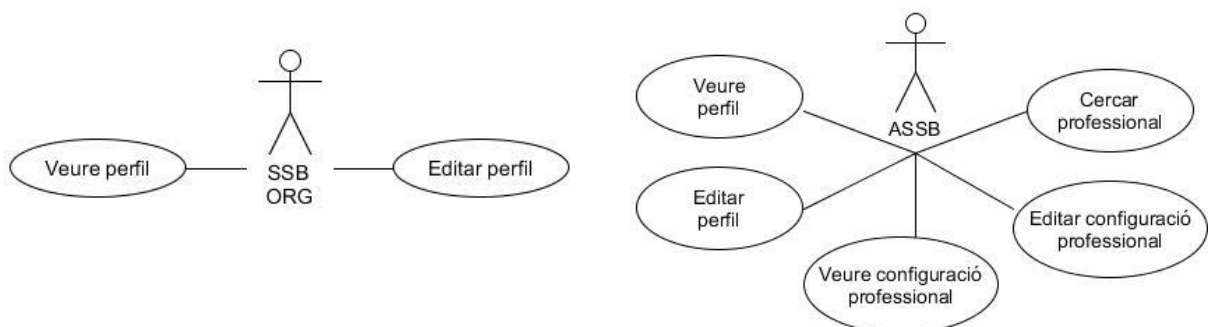 Veure perfil
SSB
ORG
Editar perfil
Veure
perfil
ASSB
Cercar
professional
Editar
perfil
Editar configuració
professional
Veure configuració
professional